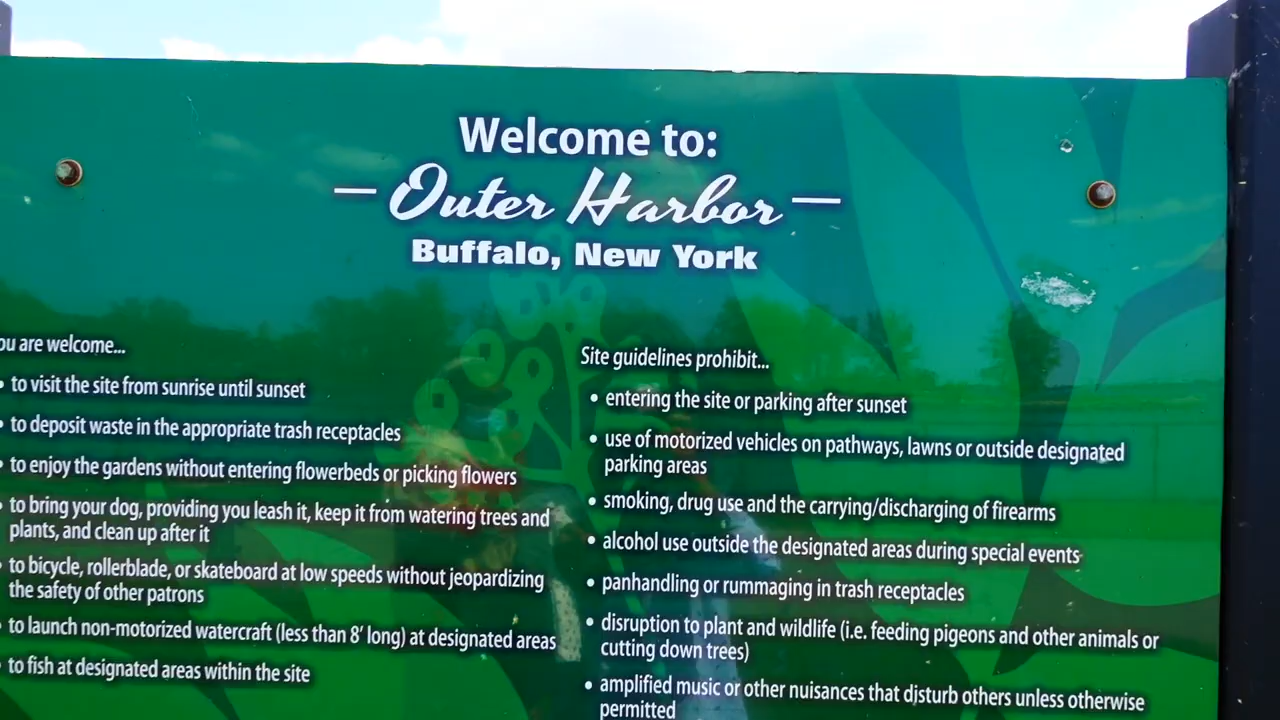 Welcome to:
— Outer Harbor —
Buffalo, New York
ou are welcome...
• to visit the site from sunrise until sunset
• to deposit waste in the appropriate trash receptacles
• to enjoy the gardens without entering flowerbeds or picking flowers
• to bring your dog, providing you leash it, keep it from watering trees and
plants, and clean up after it
• to bicycle, rollerblade, or skateboard at low speeds without jeopardizing
the safety of other patrons
• to launch non-motorized watercraft (less than 8' long) at designated areas
• to fish at designated areas within the site
Site guidelines prohibit...
• entering the site or parking after sunset
• use of motorized vehicles on pathways, lawns or outside designated
parking areas
• smoking, drug use and the carrying/discharging of firearms
• alcohol use outside the designated areas during special events
• panhandling or rummaging in trash receptacles
• disruption to plant and wildlife (i.e. feeding pigeons and other animals or
cutting down trees)
• amplified music or other nuisances that disturb others unless otherwise
permitted